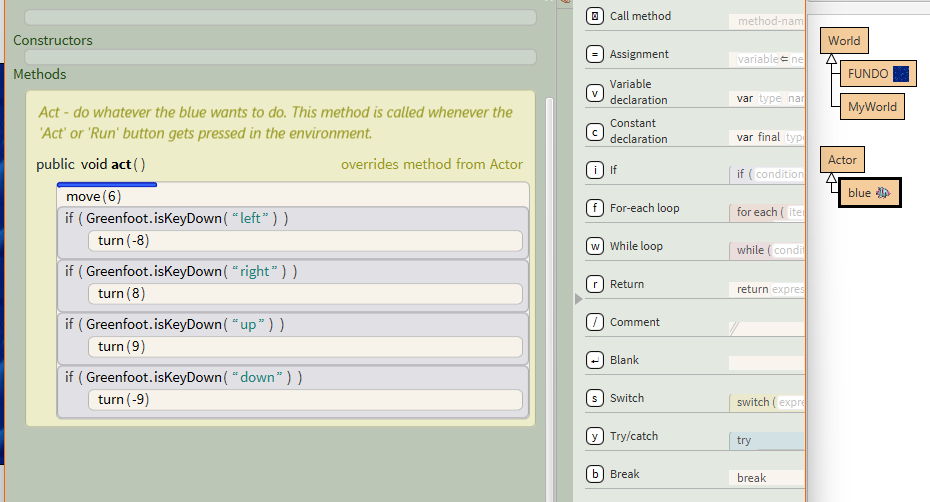 Constructors
Methods
Act - do whatever the blue wants to do. This method is called whenever the
'Act' or 'Run' button gets pressed in the environment.
public void act()
overrides method from Actor
move(6)
if ( Greenfoot.isKeyDown( “left” ) )
turn(-8)
if ( Greenfoot.isKeyDown( “right” ) )
turn(8)
if ( Greenfoot.isKeyDown( “up” ) )
turn(9)
if ( Greenfoot.isKeyDown( “down” ) )
turn(-9)
Call method
method-nam
= Assignment
variable ⇐ ne
v Variable
declaration
var type nar
c Constant
declaration
var final type
i If
if ( condition
f For-each loop
for each ( iter
w While loop
while ( condi
r Return
return expres
/ Comment
//
↵ Blank
s Switch
switch ( expre
y Try/catch
try
b Break
break
World
FUNDO
MyWorld
Actor
blue